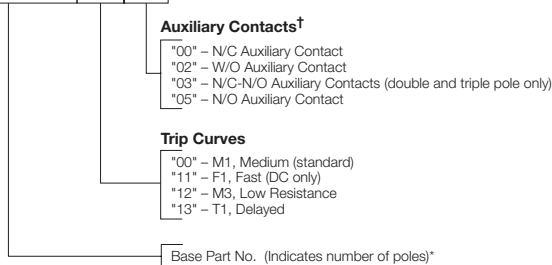 Auxiliary Contacts†
"00" – N/C Auxiliary Contact
"02" – W/O Auxiliary Contact
"03" – N/C-N/O Auxiliary Contacts (double and triple pole only)
"05" – N/O Auxiliary Contact
Trip Curves
"00" – M1, Medium (standard)
"11" – F1, Fast (DC only)
"12" – M3, Low Resistance
"13" – T1, Delayed
Base Part No. (Indicates number of poles)*